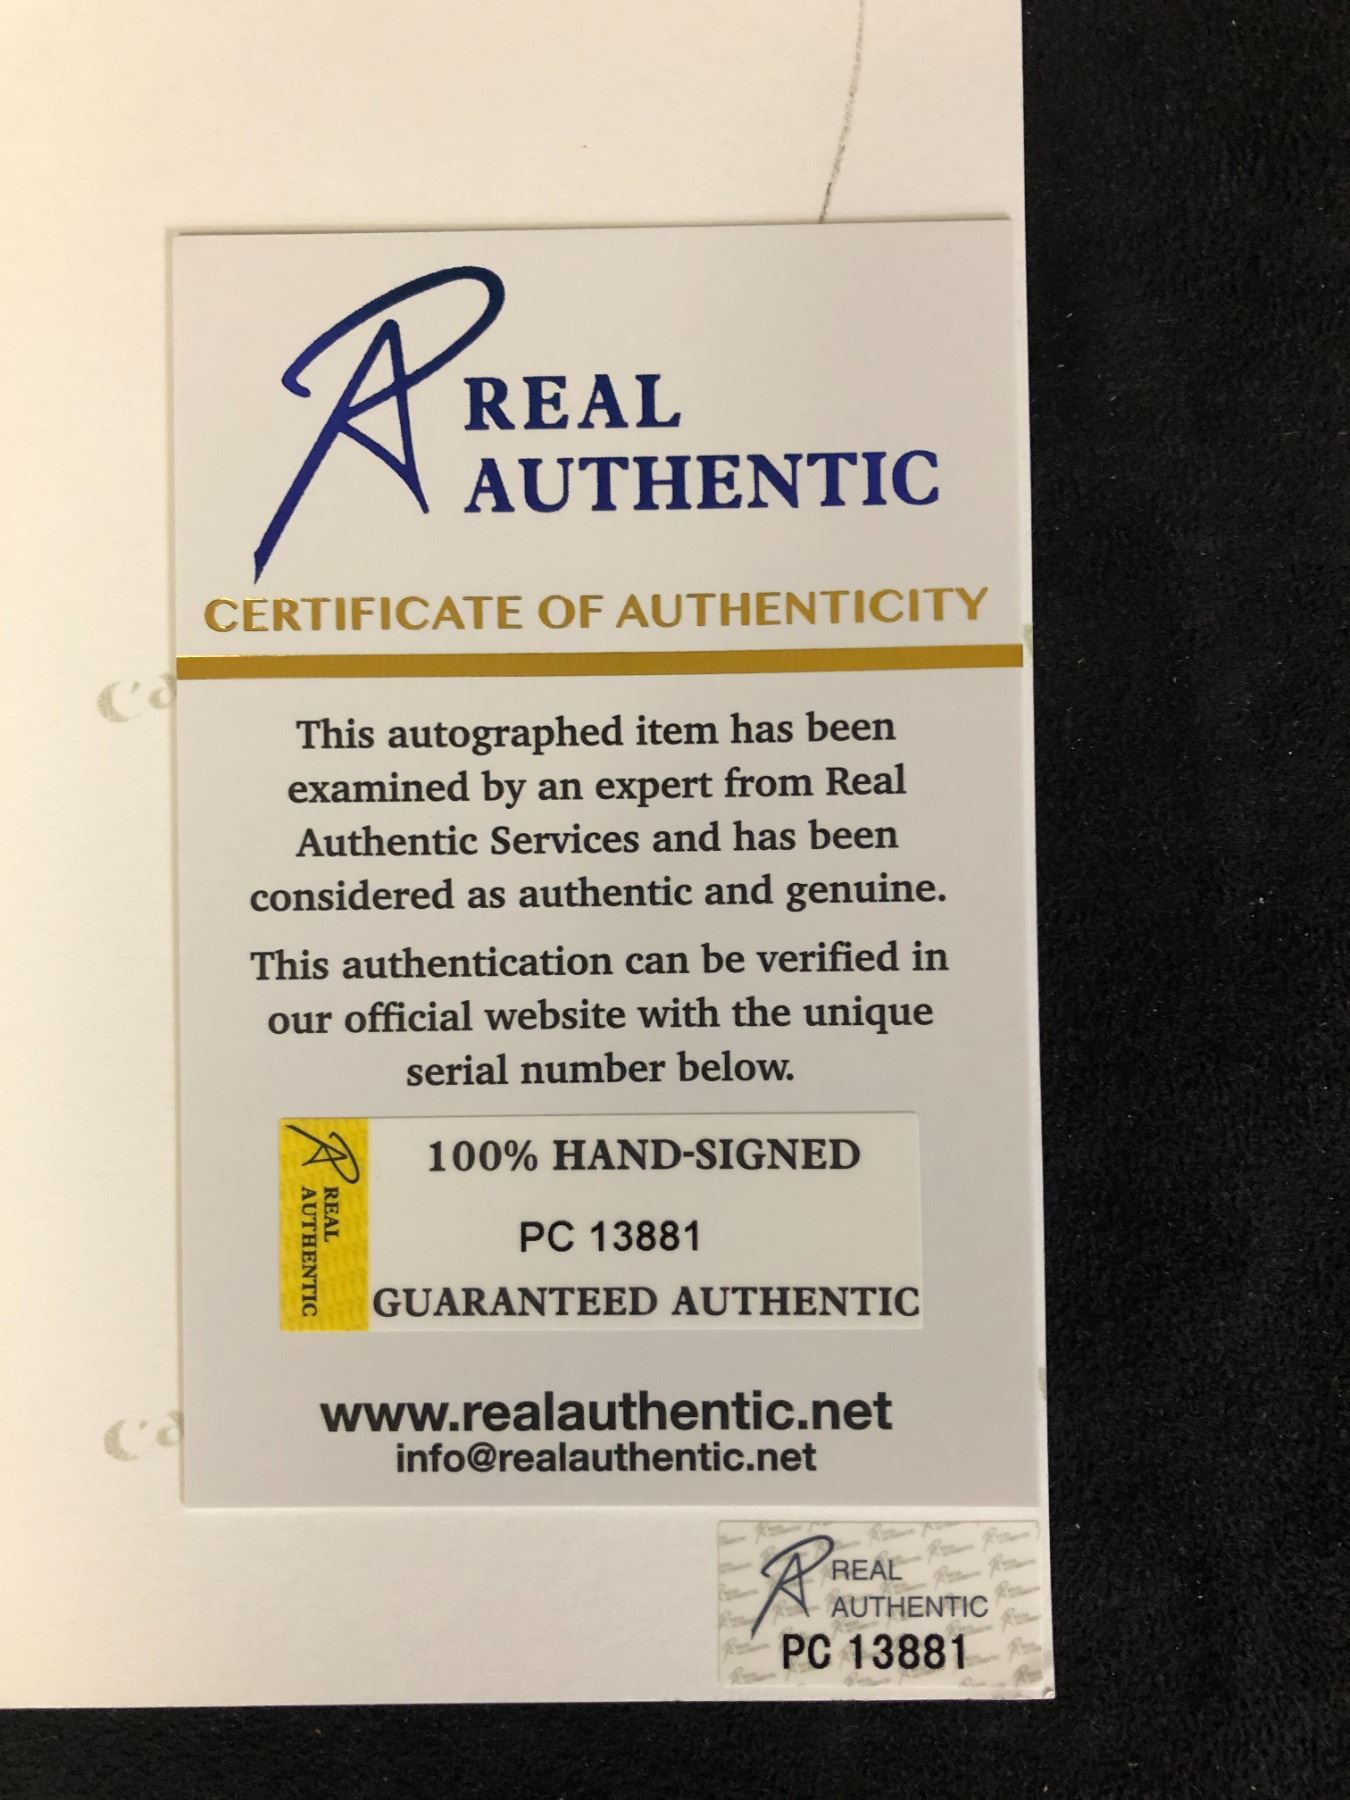 REAL
AUTHENTIC
CERTIFICATE OF AUTHENTICITY
This autographed item has been
examined by an expert from Real
Authentic Services and has been
considered as authentic and genuine.
This authentication can be verified in
our official website with the unique
serial number below.
REAL
AUTHENTIC
100% HAND-SIGNED
PC 13881
GUARANTEED AUTHENTIC
www.realauthentic.net
info@realauthentic.net
REAL
AUTHENTIC
PC 13881